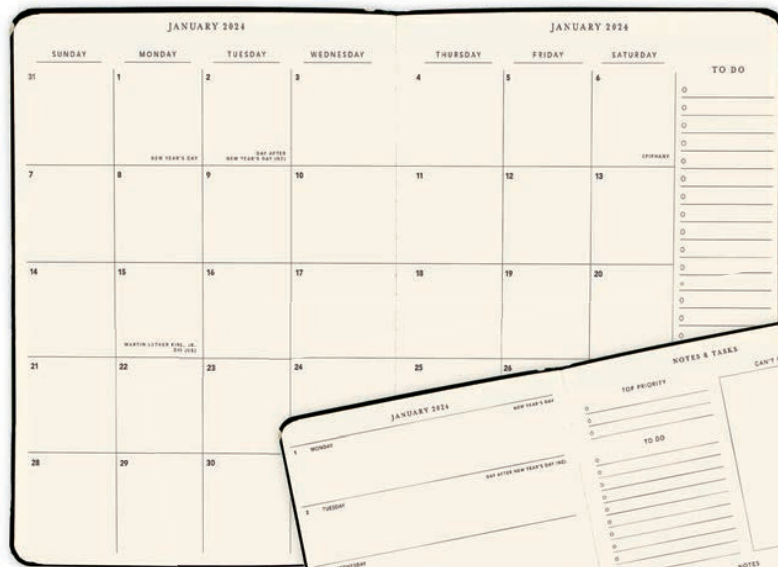 JANUARY 2024
JANUARY 2024
SUNDAY MONDAY TUESDAY WEDNESDAY THURSDAY FRIDAY SATURDAY
TO DO
31 1 2 3 4 5 6
NEW YEAR'S DAY
DAY AFTER
NEW YEAR'S DAY (NZ)
EPIPHANY
7 8 9 10 11 12 13
14 15 16 17 18 19 20
MARTIN LUTHER KING, JR.
DAY (US)
21 22 23 24 25 26
28 29 30
JANUARY 2024
NEW YEAR'S DAY
1 MONDAY
DAY AFTER NEW YEAR'S DAY (NZ)
2 TUESDAY
WEDNESDAY
NOTES & TASKS
TOP PRIORITY
CAN'T
TO DO
NOTES